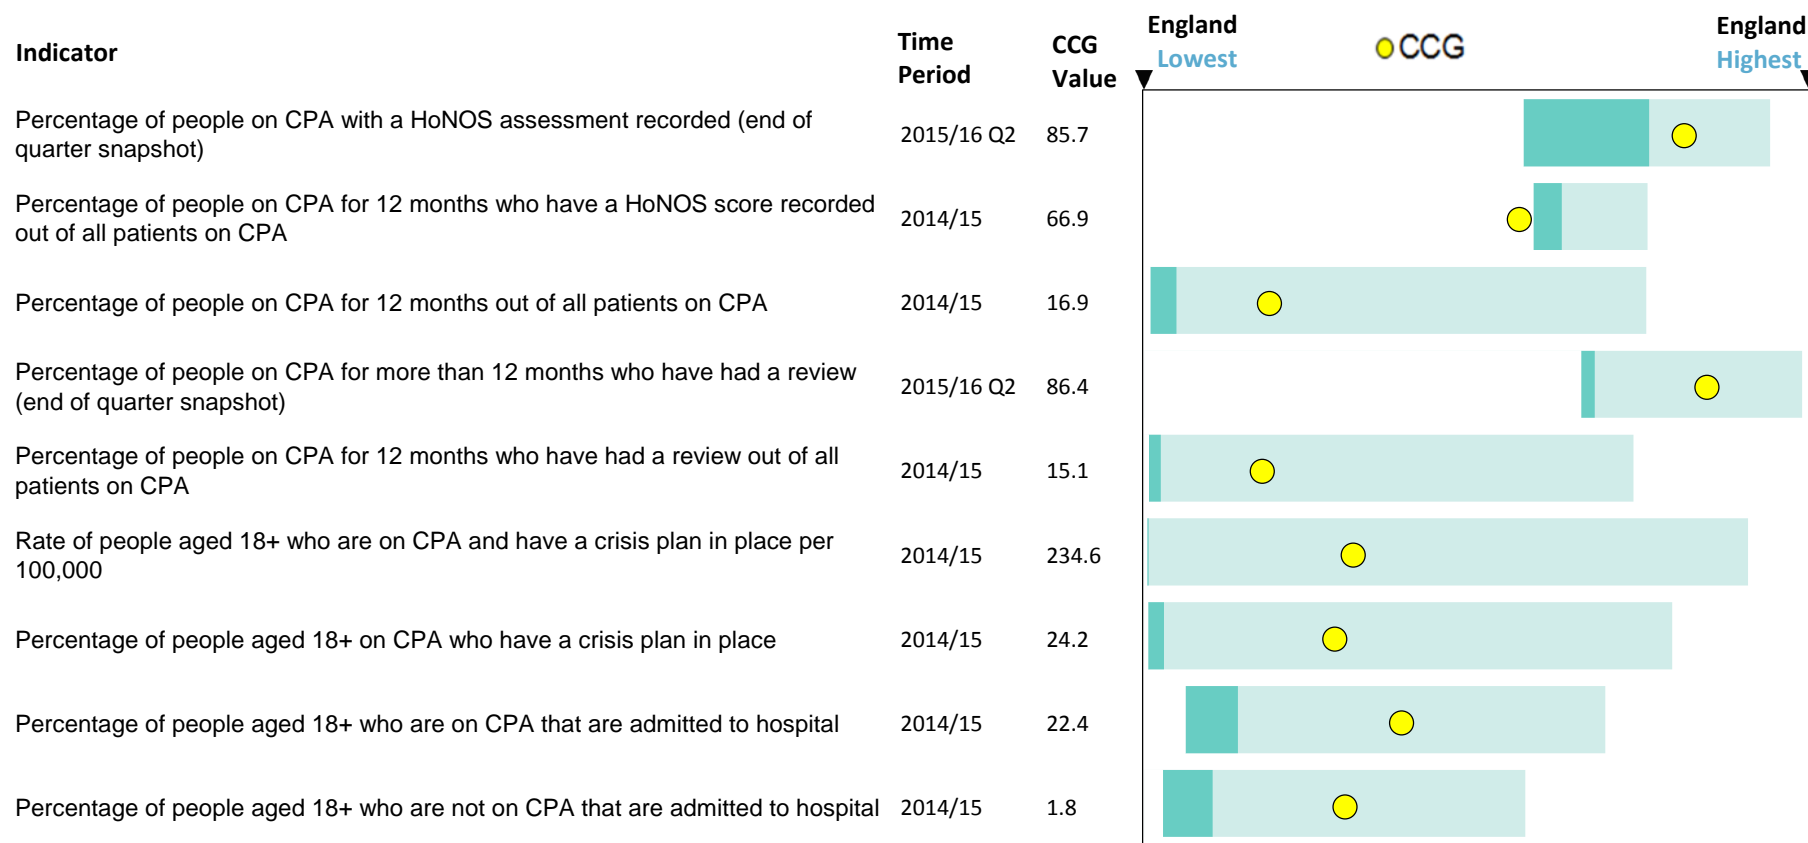 Indicator
Time Period
CCG Value
England Lowest
CCG
England Highest
Percentage of people on CPA with a HoNOS assessment recorded (end of
quarter snapshot)
2015/16 Q2 85.7
Percentage of people on CPA for 12 months who have a HoNOS score recorded
out of all patients on CPA
2014/15 66.9
Percentage of people on CPA for 12 months out of all patients on CPA 2014/15 16.9
Percentage of people on CPA for more than 12 months who have had a review
(end of quarter snapshot)
2015/16 Q2 86.4
Percentage of people on CPA for 12 months who have had a review out of all
patients on CPA
2014/15 15.1
Rate of people aged 18+ who are on CPA and have a crisis plan in place per
100,000
2014/15 234.6
Percentage of people aged 18+ on CPA who have a crisis plan in place 2014/15 24.2
Percentage of people aged 18+ who are on CPA that are admitted to hospital 2014/15 22.4
Percentage of people aged 18+ who are not on CPA that are admitted to hospital 2014/15 1.8